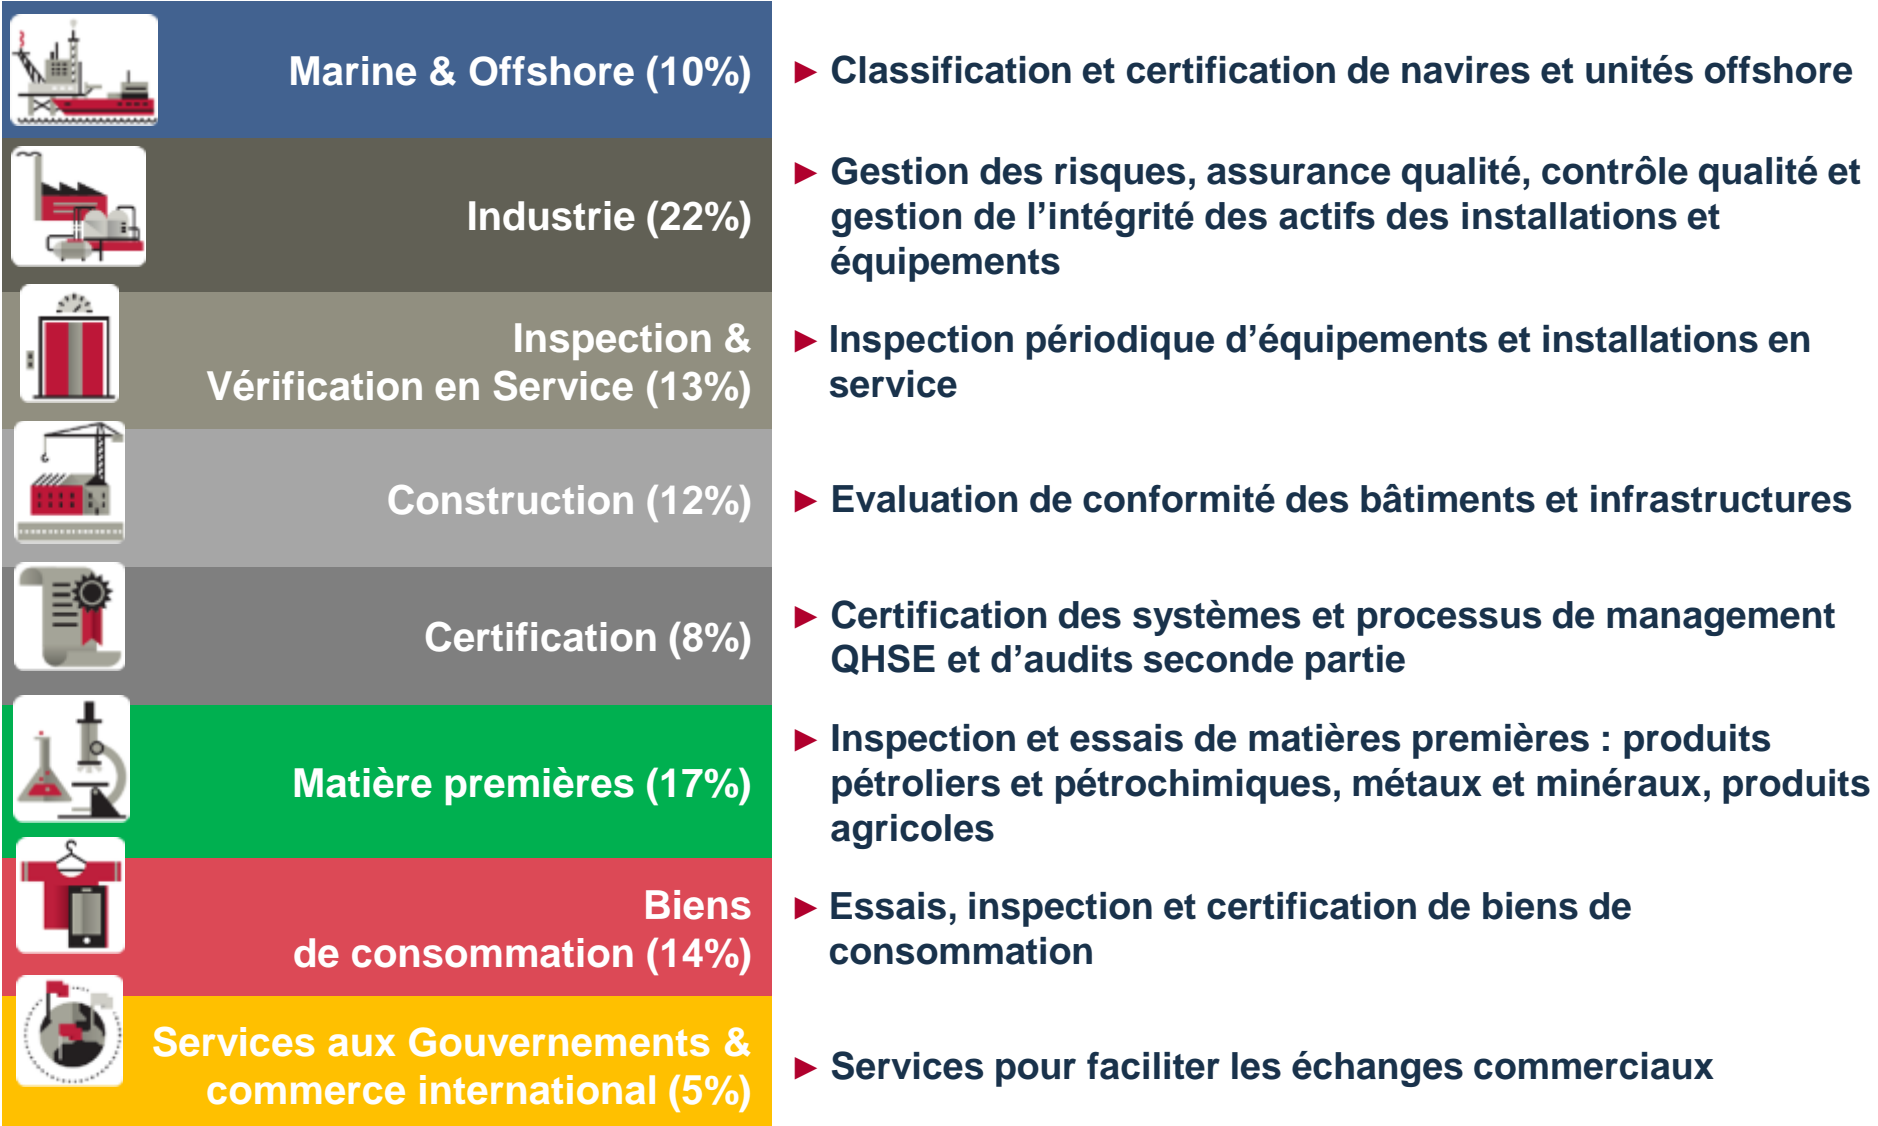 Marine & Offshore (10%)
► Classification et certification de navires et unités offshore
Industrie (22%)
► Gestion des risques, assurance qualité, contrôle qualité et
gestion de l’intégrité des actifs des installations et
équipements
Inspection &
Vérification en Service (13%)
► Inspection périodique d’équipements et installations en
service
Construction (12%)
► Evaluation de conformité des bâtiments et infrastructures
Certification (8%)
► Certification des systèmes et processus de management
QHSE et d’audits seconde partie
Matière premières (17%)
► Inspection et essais de matières premières : produits
pétroliers et pétrochimiques, métaux et minéraux, produits
agricoles
Biens
de consommation (14%)
► Essais, inspection et certification de biens de
consommation
Services aux Gouvernements &
commerce international (5%)
► Services pour faciliter les échanges commerciaux